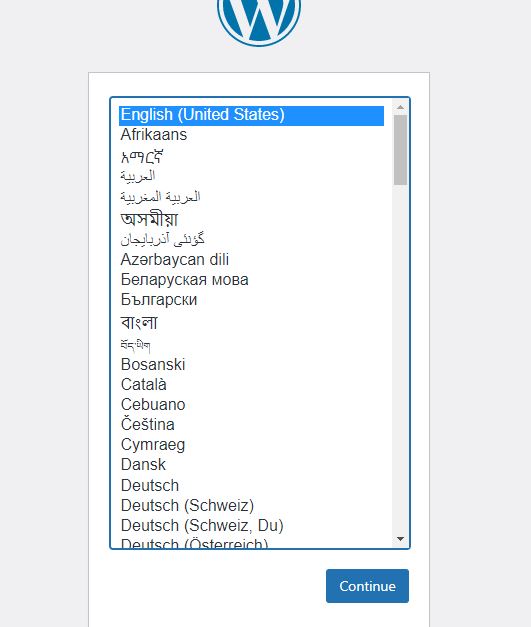 English (United States)
Afrikaans
አማርኛ
العربية
العربية المغربية
অসমীয়া
گؤنئی آذربایجان
Azərbaycan dili
Беларуская мова
Български
বাংলা
བོད་ཡིག
Bosanski
Català
Cebuano
Čeština
Cymraeg
Dansk
Deutsch
Deutsch (Schweiz)
Deutsch (Schweiz, Du)
Deutsch (Österreich)
Continue